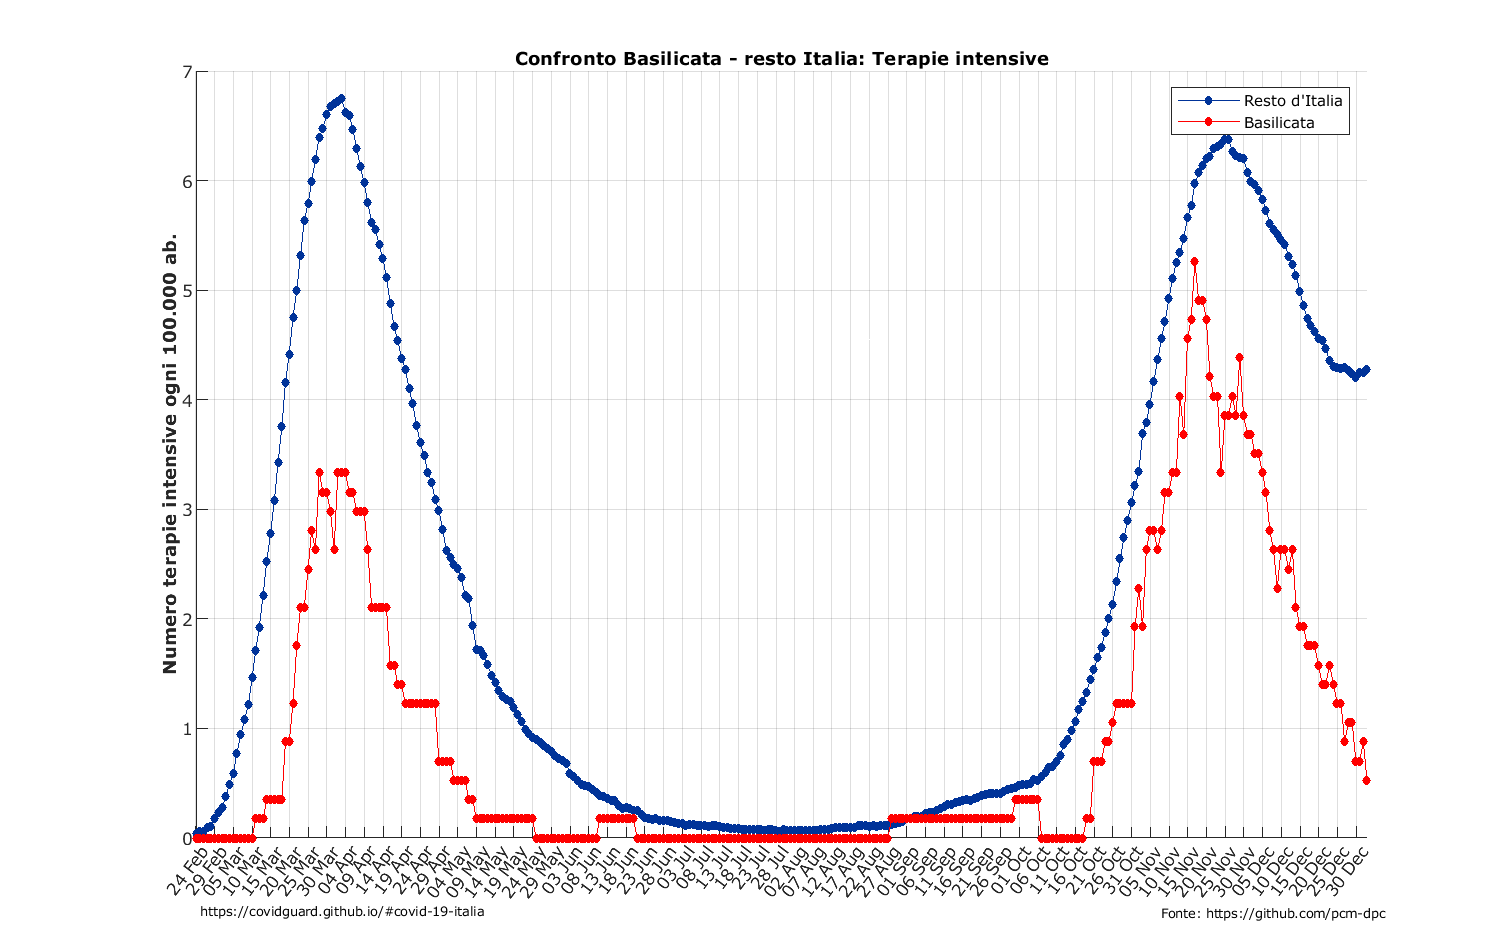 Confronto Basilicata - resto Italia: Terapie intensive
Numero terapie intensive ogni 100.000 ab.
7
6
5
4
3
2
1
0
Resto d'Italia
Basilicata
24 Feb
29 Feb
05 Mar
10 Mar
15 Mar
20 Mar
25 Mar
30 Mar
04 Apr
09 Apr
14 Apr
19 Apr
24 Apr
29 Apr
04 May
09 May
14 May
19 May
24 May
29 May
03 Jun
08 Jun
13 Jun
18 Jun
23 Jun
28 Jun
03 Jul
08 Jul
13 Jul
18 Jul
23 Jul
28 Jul
02 Aug
07 Aug
12 Aug
17 Aug
22 Aug
27 Aug
01 Sep
06 Sep
11 Sep
16 Sep
21 Sep
26 Sep
01 Oct
06 Oct
11 Oct
16 Oct
21 Oct
26 Oct
31 Oct
05 Nov
10 Nov
15 Nov
20 Nov
25 Nov
30 Nov
05 Dec
10 Dec
15 Dec
20 Dec
25 Dec
30 Dec
https://covidguard.github.io/#covid-19-italia
Fonte: https://github.com/pcm-dpc